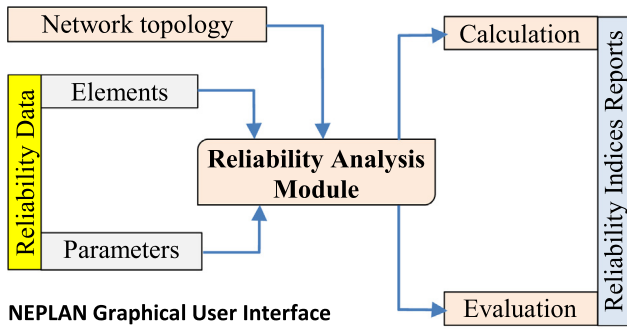 Network topology
Reliability Data
Elements
Parameters
Reliability Analysis
Module
Calculation
Evaluation
Reliability Indices Reports
NEPLAN Graphical User Interface